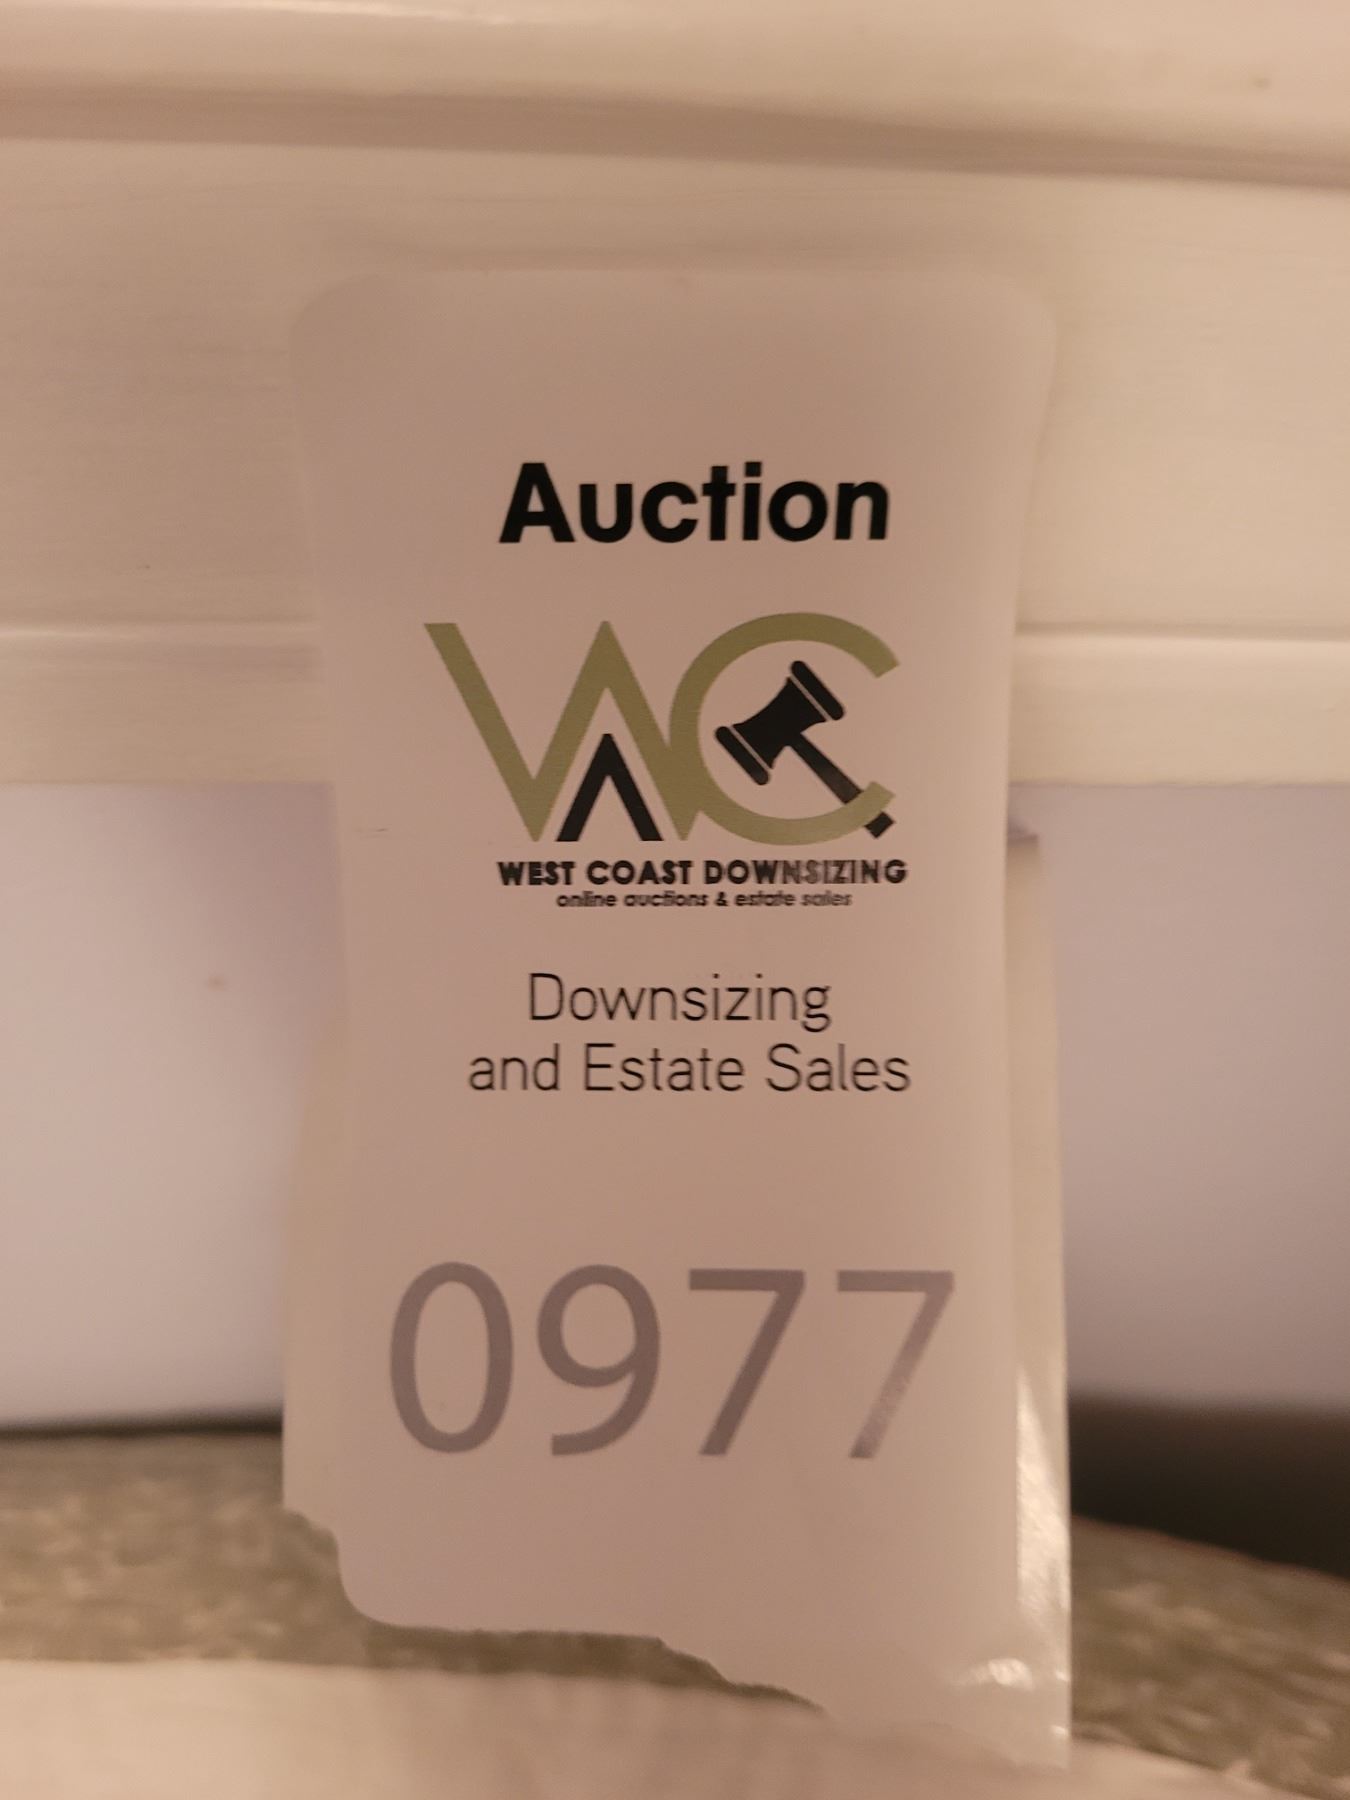 Auction
WC
WEST COAST DOWNSIZING
online auctions & estate sales
Downsizing
and Estate Sales
0977